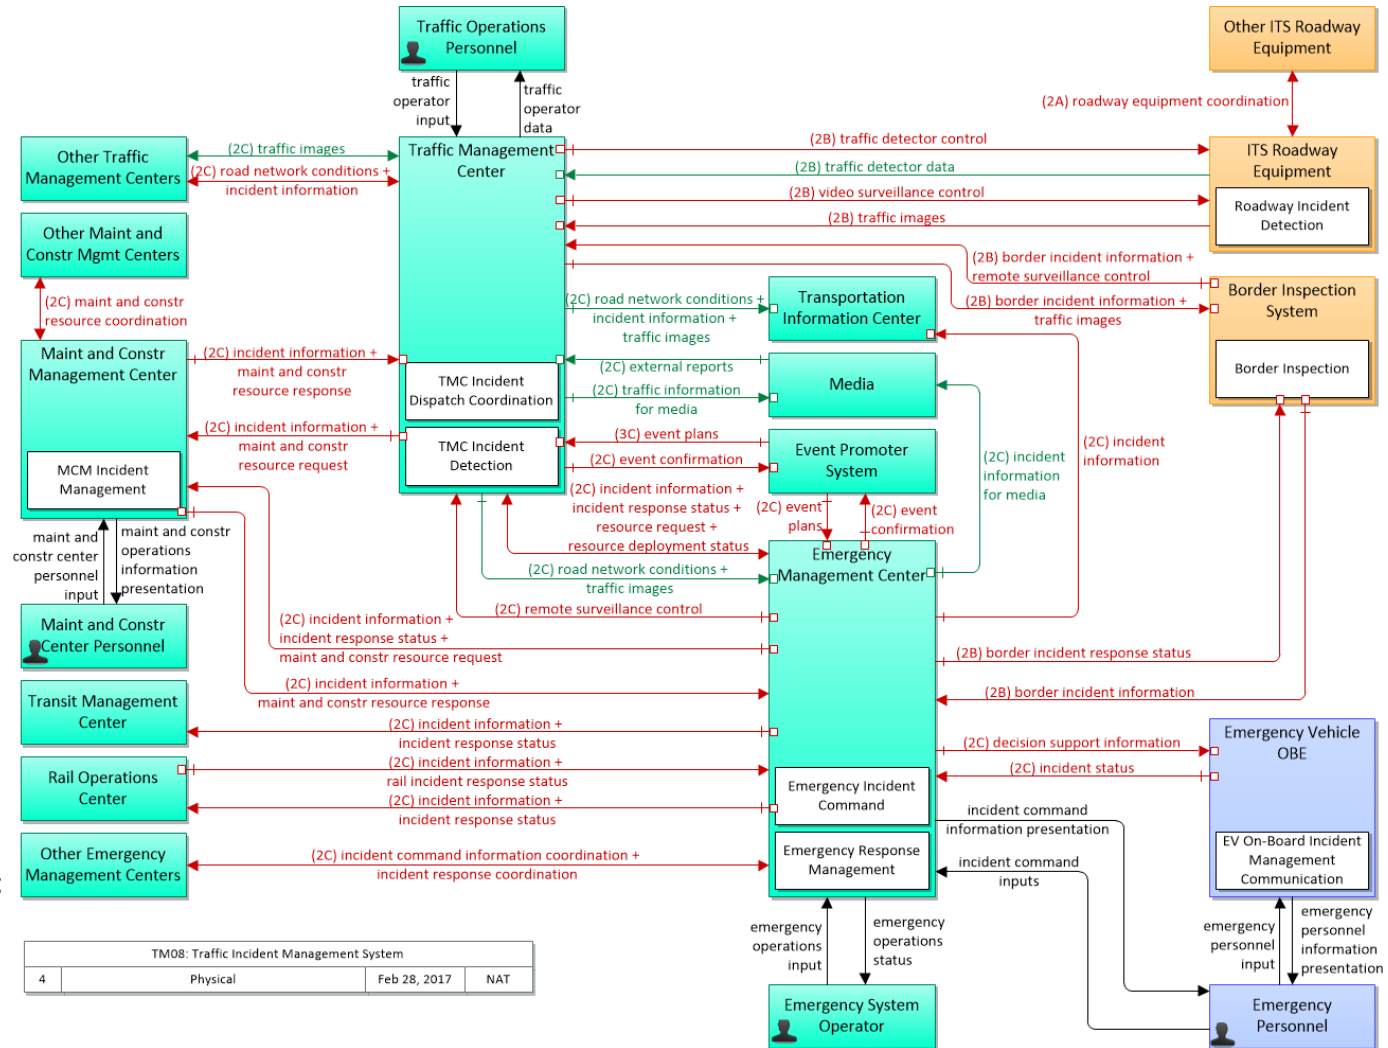 Traffic Operations
Personnel
Other ITS Roadway
Equipment
traffic
operator
input
traffic
operator
data
(2A) roadway equipment coordination
Other Traffic
Management Centers
(2C) traffic images
(2C) road network conditions +
incident information
Traffic Management
Center
(2B) traffic detector control
(2B) traffic detector data
(2B) video surveillance control
(2B) traffic images
ITS Roadway
Equipment
Roadway Incident
Detection
Other Maint and
Constr Mgmt Centers
(2C) maint and constr
resource coordination
(2B) border incident information +
remote surveillance control
(2B) border incident information +
traffic images
Border Inspection
System
Border Inspection
(2C) road network conditions +
incident information +
traffic images
Transportation
Information Center
Maint and Constr
Management Center
(2C) incident information +
maint and constr
resource response
TMC Incident
Dispatch Coordination
(2C) external reports
(2C) traffic information
for media
Media
(2C) incident information +
maint and constr
resource request
MCM Incident
Management
TMC Incident
Detection
(3C) event plans
(2C) event confirmation
Event Promoter
System
(2C) incident
information
(2C) incident
information
for media
(2C) incident information +
incident response status +
resource request +
resource deployment status
(2C) event
plans
(2C) event
confirmation
maint and
constr center
personnel
input
maint and constr
operations
information
presentation
Emergency
Management Center
(2C) road network conditions +
traffic images
(2C) remote surveillance control
Maint and Constr
Center Personnel
(2C) incident information +
incident response status +
maint and constr resource request
(2B) border incident response status
(2C) incident information +
maint and constr resource response
(2B) border incident information
Transit Management
Center
(2C) incident information +
incident response status
Rail Operations
Center
(2C) incident information +
rail incident response status
(2C) incident information +
incident response status
(2C) decision support information
(2C) incident status
Emergency Vehicle
OBE
Emergency Incident
Command
incident command
information presentation
Other Emergency
Management Centers
(2C) incident command information coordination +
incident response coordination
Emergency Response
Management
incident command
inputs
EV On-Board Incident
Management
Communication
emergency
operations
input
emergency
operations
status
emergency
personnel
input
emergency
personnel
information
presentation
TM08: Traffic Incident Management System
4 Physical Feb 28, 2017 NAT
Emergency System
Operator
Emergency
Personnel